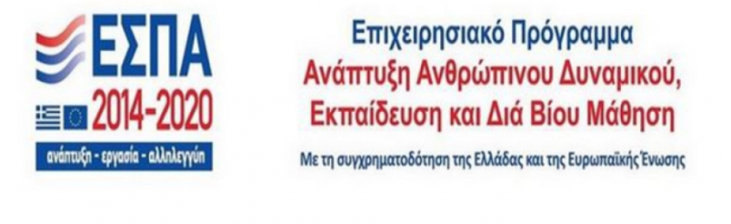 ΕΣΠΑ
2014-2020
ανάπτυξη - εργασία - αλληλεγγύη
Επιχειρησιακό Πρόγραμμα
Ανάπτυξη Ανθρώπινου Δυναμικού,
Εκπαίδευση και Διά Βίου Μάθηση
Με τη συγχρηματοδότηση της Ελλάδας και της Ευρωπαϊκής Ένωσης